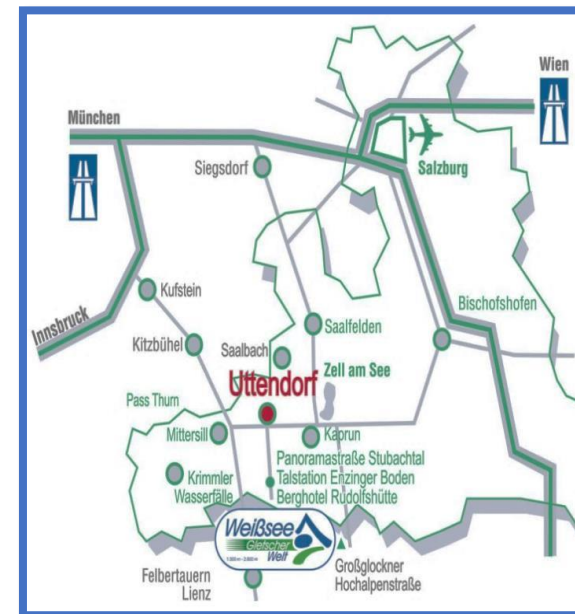 Wien
München
Siegsdorf
Salzburg
Kufstein
Bischofshofen
Innsbruck
Saalfelden
Kitzbühel
Saalbach
Zell am See
Uttendorf
Pass Thurn
Mittersill
Kaprun
Panoramastraße Stubachtal
Talstation Enzinger Boden
Berghotel Rudolfshütte
Krimmler
Wasserfälle
Weißsee
Gletscher
Welt
Großglockner
Hochalpenstraße
Felbertauern
Lienz